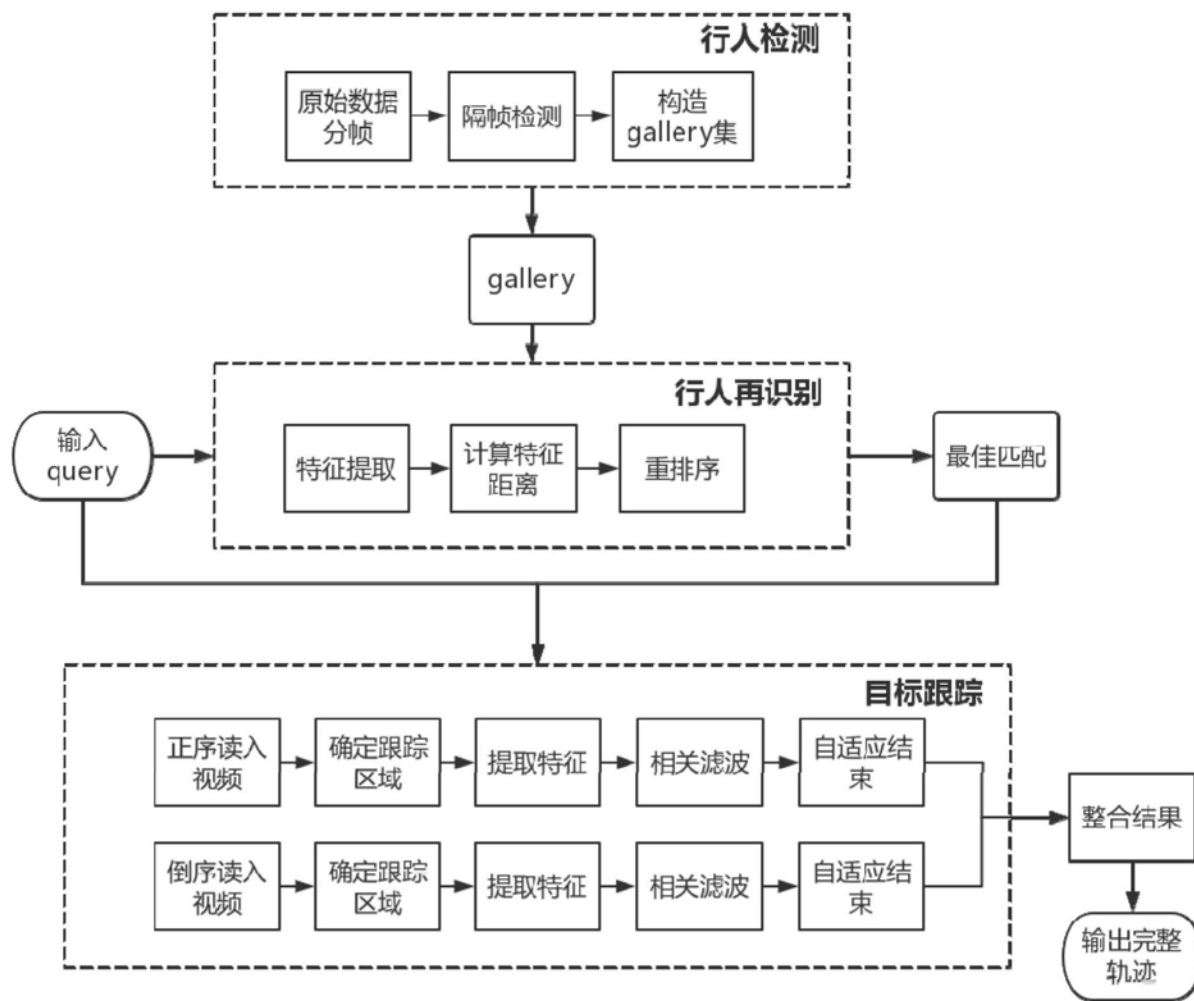 行人检测
原始数据
分帧
隔帧检测
构造
gallery集
gallery
行人再识别
输入
query
特征提取
计算特征
距离
重排序
最佳匹配
目标跟踪
正序读入
视频
确定跟踪
区域
提取特征
相关滤波
自适应结
束
倒序读入
视频
确定跟踪
区域
提取特征
相关滤波
自适应结
束
整合结果
输出完整
轨迹